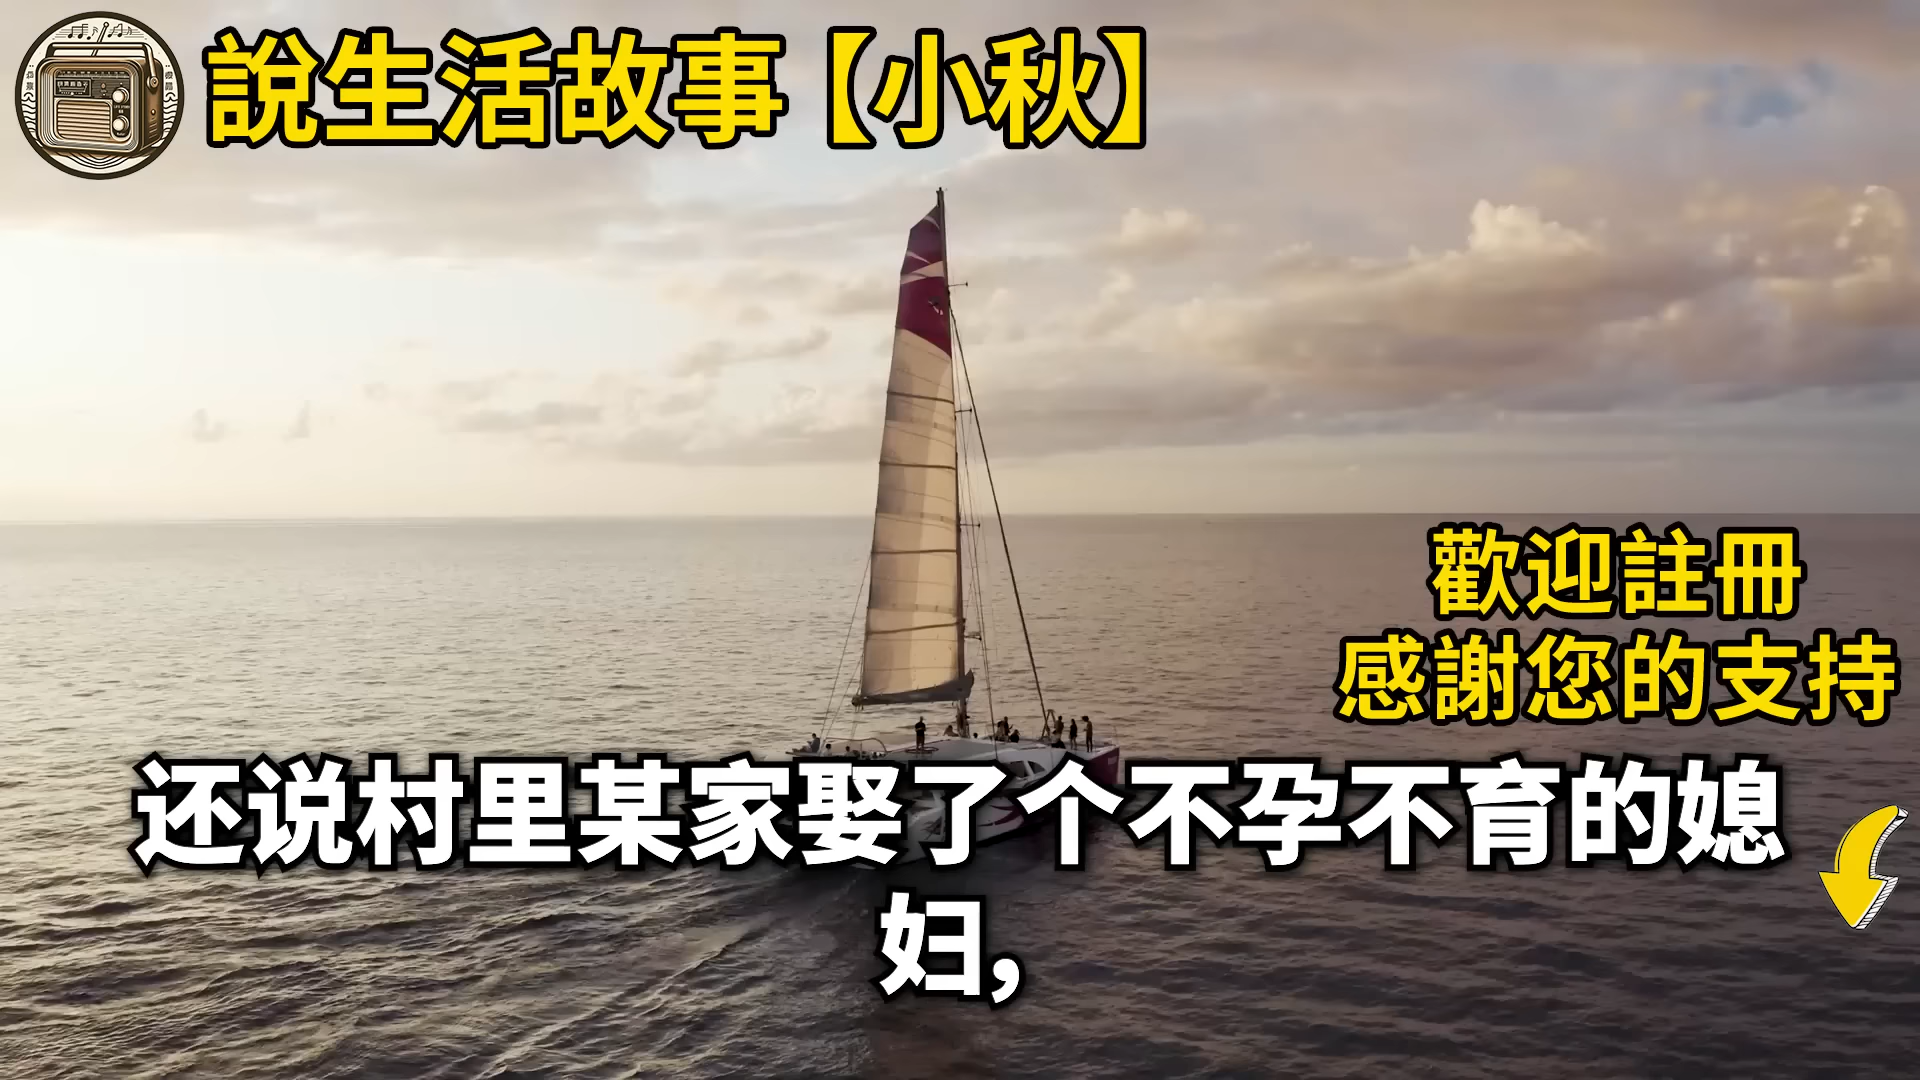 說生活故事【小秋】
歡迎註冊
感謝您的支持
还说村里某家娶了个不孕不育的媳
妇,